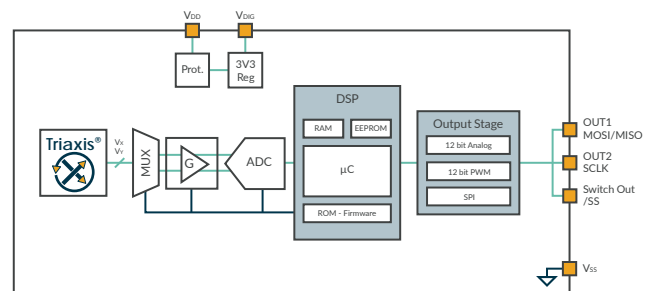 VDD
VDIG
Prot.
3V3
Reg
DSP
RAM
EEPROM
Output Stage
OUT1
MOSI/MISO
Triaxis®
VX
VY
MUX
G
ADC
µC
12 bit Analog
12 bit PWM
SPI
OUT2
SCLK
Switch Out
/SS
ROM - Firmware
VSS